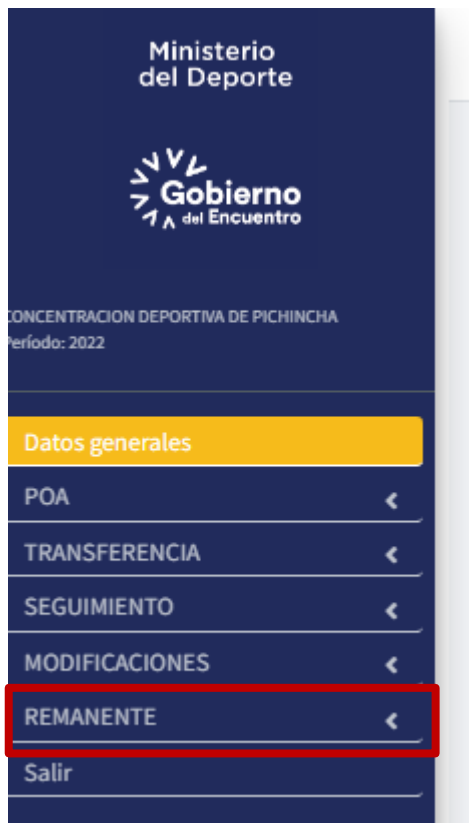 Ministerio
del Deporte
Gobierno
del Encuentro
CONCENTRACION DEPORTIVA DE PICHINCHA
Período: 2022
Datos generales
POA
TRANSFERENCIA
SEGUIMIENTO
MODIFICACIONES
REMANENTE
Salir